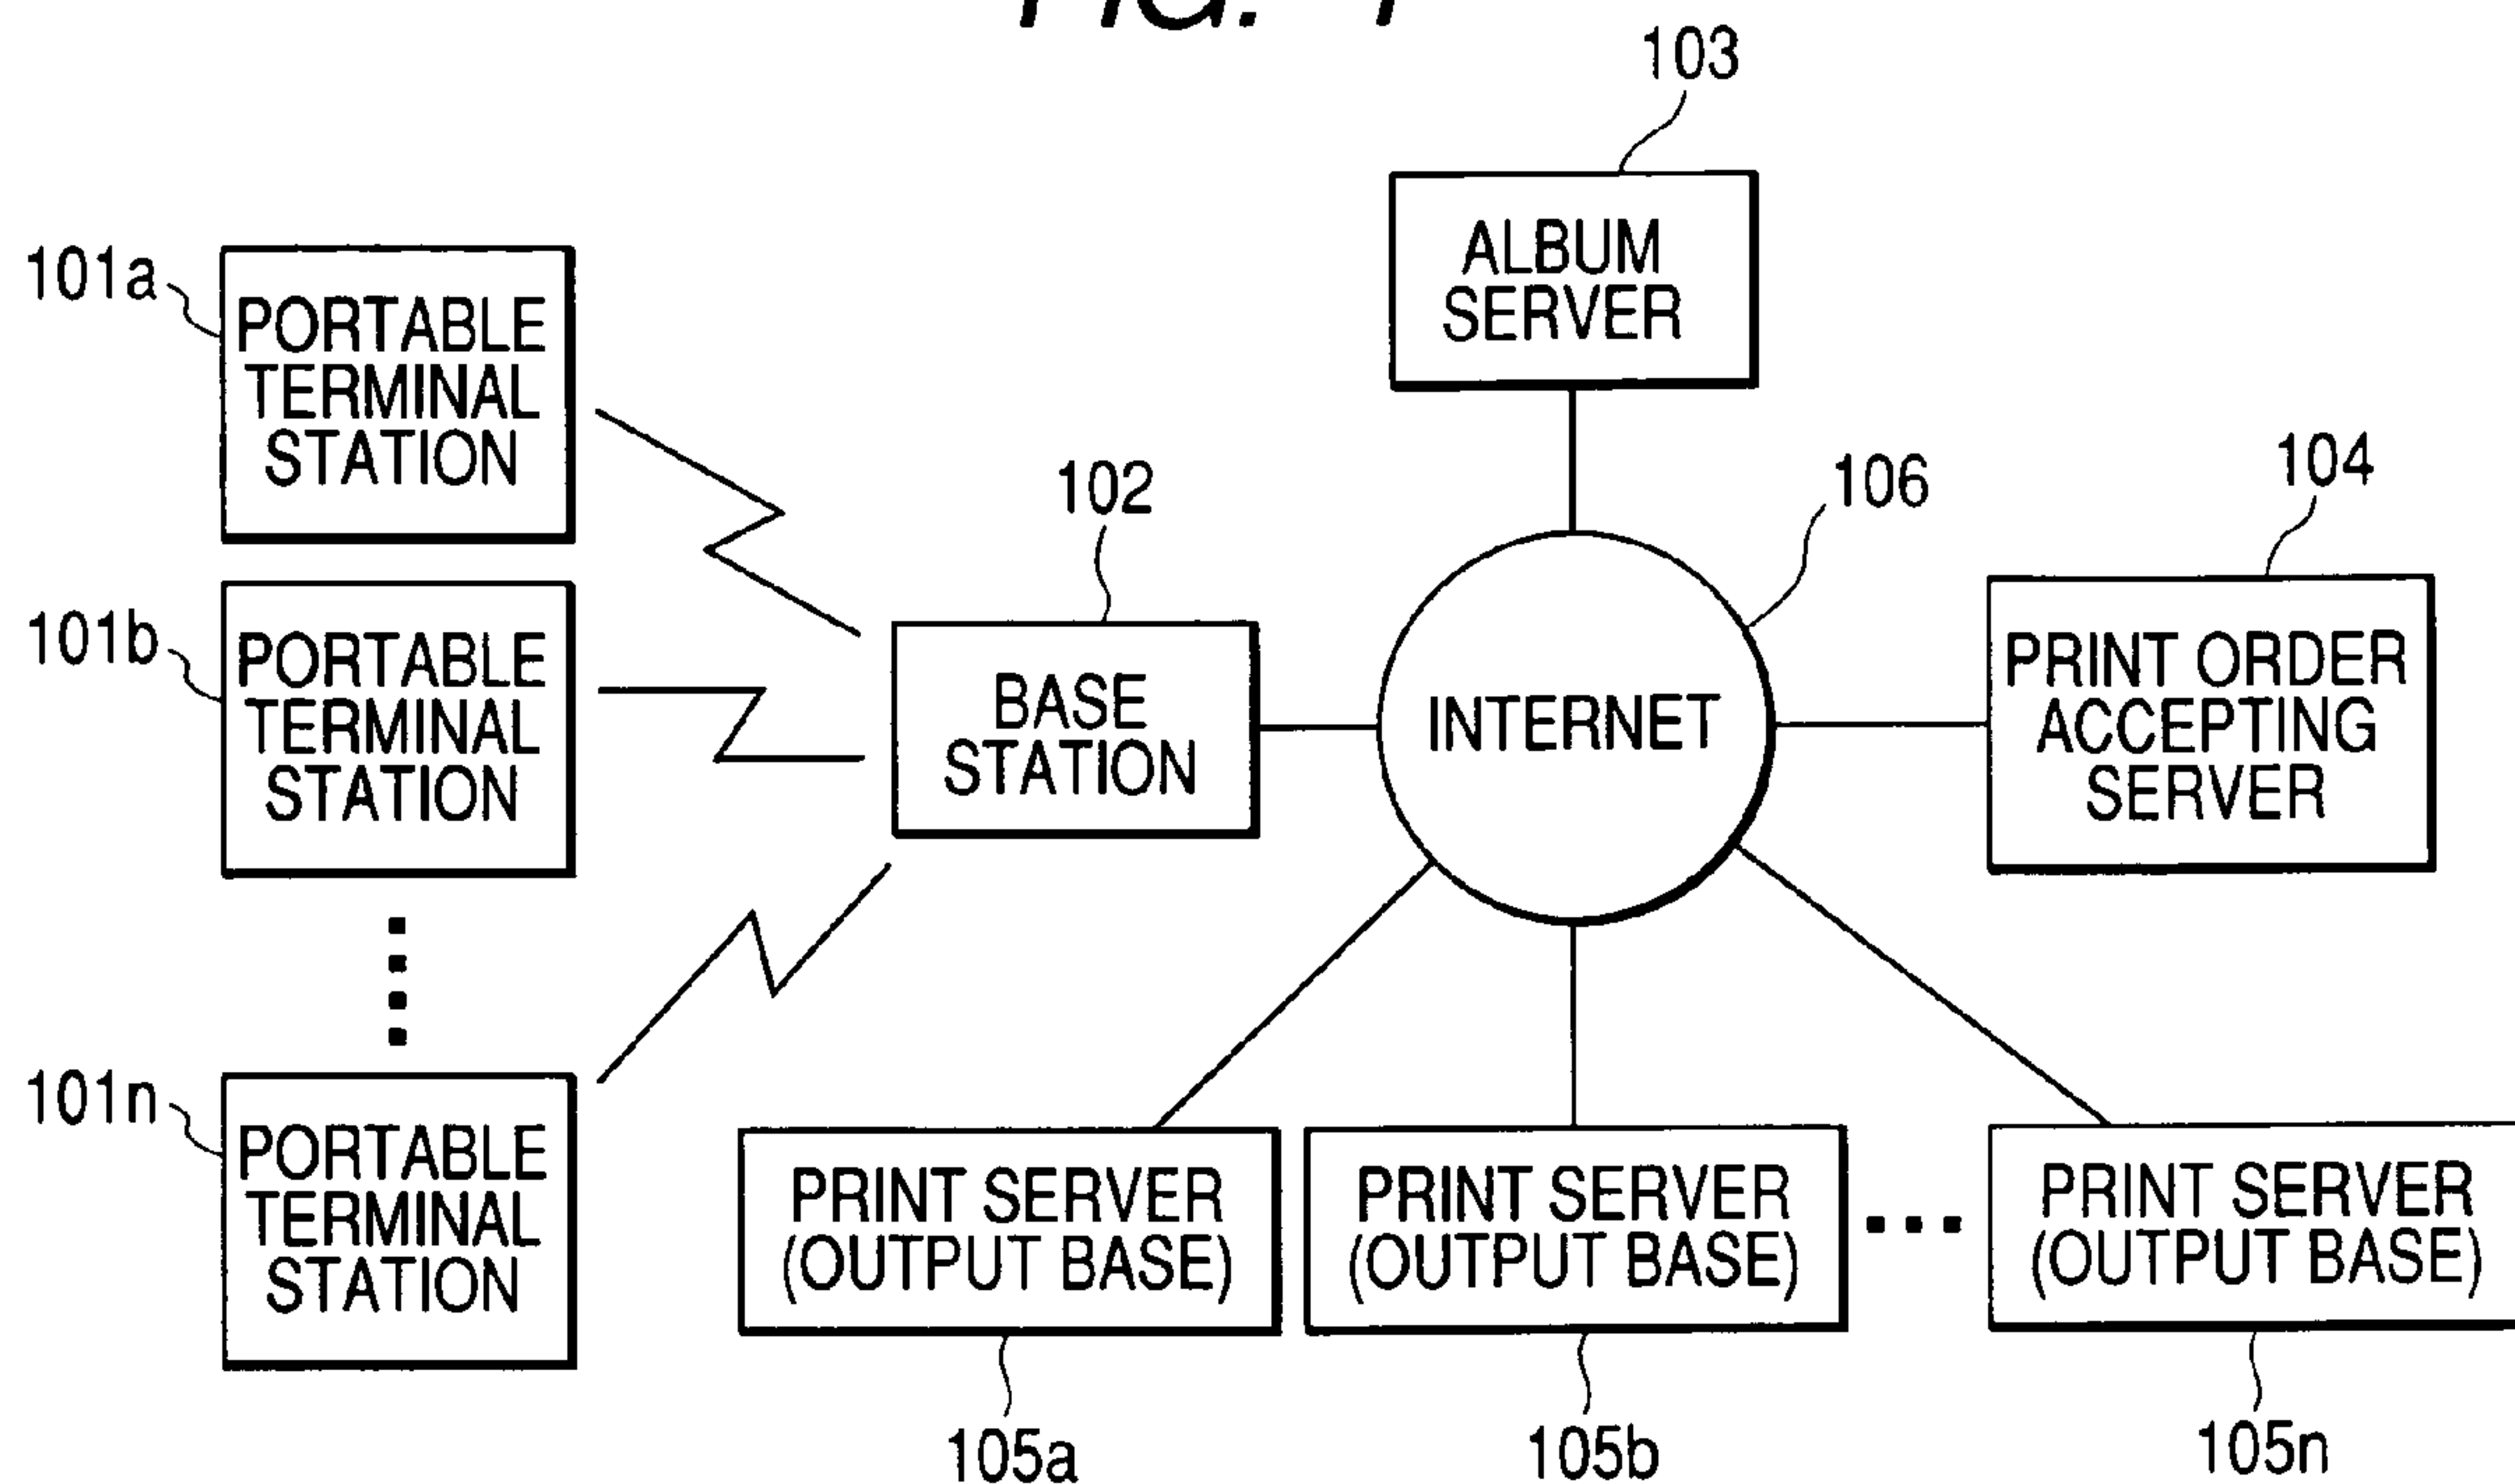 103
ALBUM
SERVER
101a
PORTABLE
TERMINAL
STATION
102
106
104
101b
PORTABLE
TERMINAL
STATION
BASE
STATION
INTERNET
PRINT ORDER
ACCEPTING
SERVER
101n
PORTABLE
TERMINAL
STATION
PRINT SERVER
(OUTPUT BASE)
PRINT SERVER
(OUTPUT BASE)
PRINT SERVER
(OUTPUT BASE)
105a
105b
105n